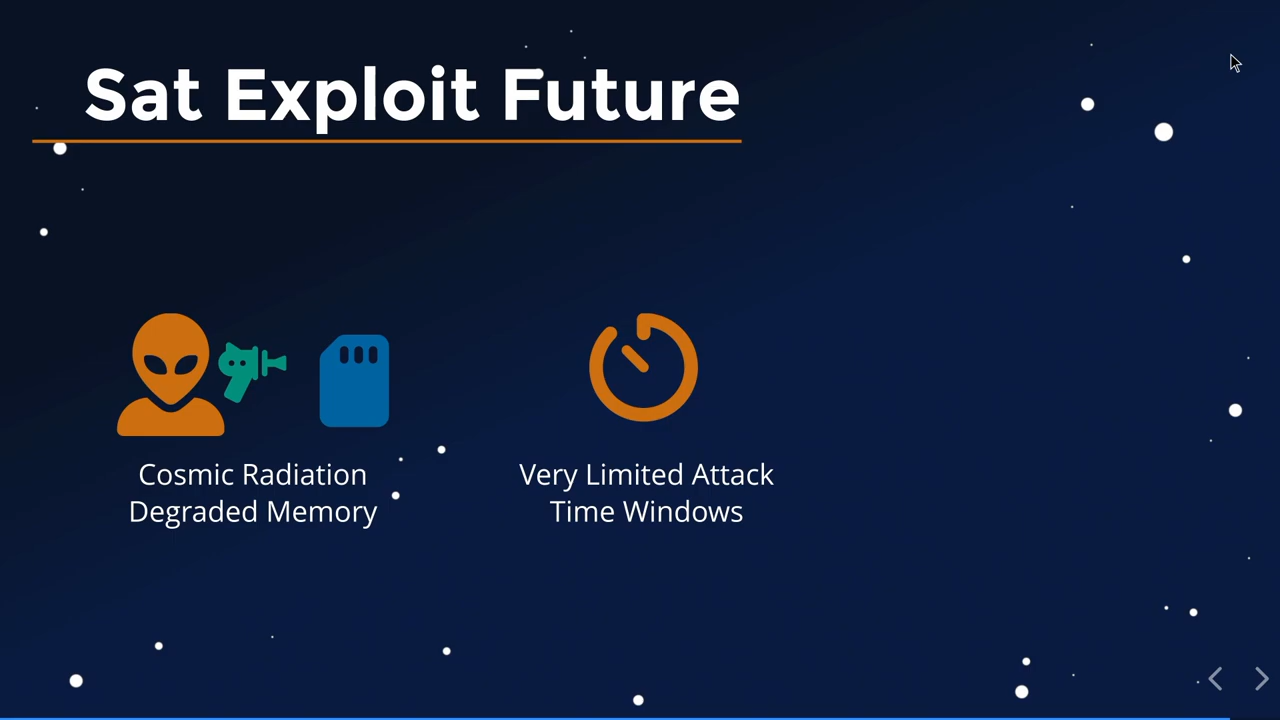 Sat Exploit Future
Cosmic Radiation
Degraded Memory
Very Limited Attack
Time Windows